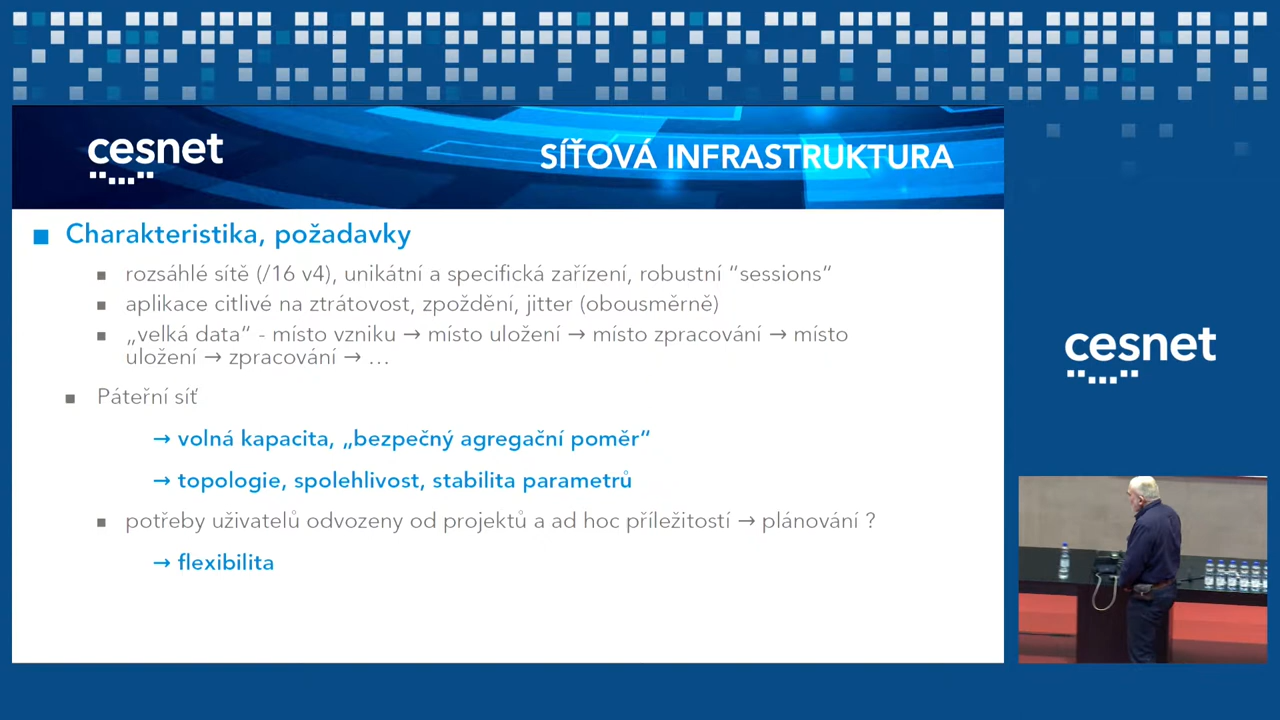 cesnet
SÍŤOVÁ INFRASTRUKTURA
Charakteristika, požadavky
rozsáhlé sítě (/16 v4), unikátní a specifická zařízení, robustní “sessions“
aplikace citlivé na ztrátovost, zpoždění, jitter (obousměrně)
„velká data“ - místo vzniku → místo uložení → místo zpracování → místo
uložení → zpracování → …
Páteřní síť
→ volná kapacita, „bezpečný agregační poměr“
→ topologie, spolehlivost, stabilita parametrů
potřeby uživatelů odvozeny od projektů a ad hoc příležitostí → plánování ?
→ flexibilita
cesnet